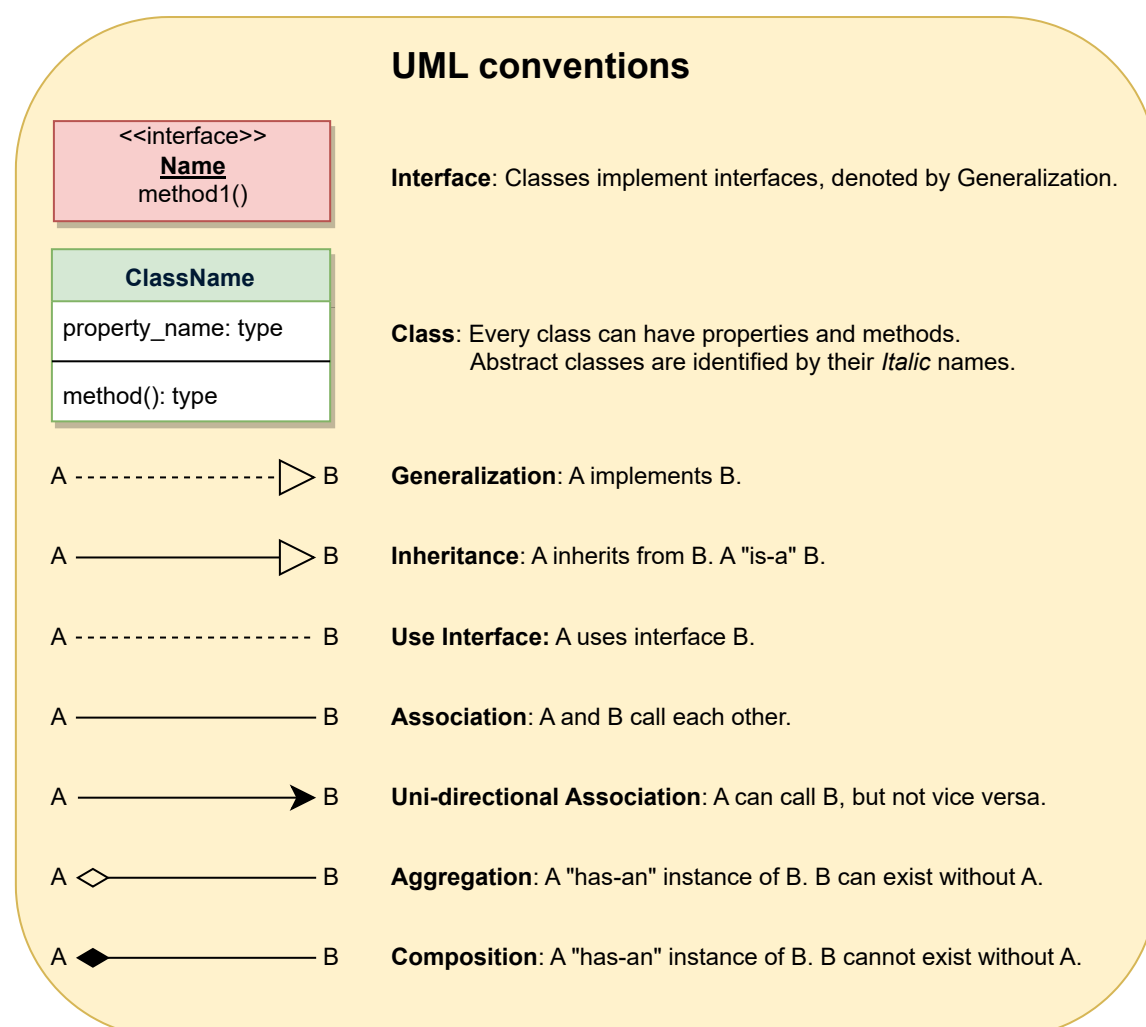 UML conventions
<<interface>>
Name
method1()
Interface: Classes implement interfaces, denoted by Generalization.
ClassName
property_name: type
method(): type
Class: Every class can have properties and methods.
Abstract classes are identified by their Italic names.
A B Generalization: A implements B.
A B Inheritance: A inherits from B. A "is-a" B.
A B Use Interface: A uses interface B.
A B Association: A and B call each other.
A B Uni-directional Association: A can call B, but not vice versa.
A B Aggregation: A "has-an" instance of B. B can exist without A.
A B Composition: A "has-an" instance of B. B cannot exist without A.